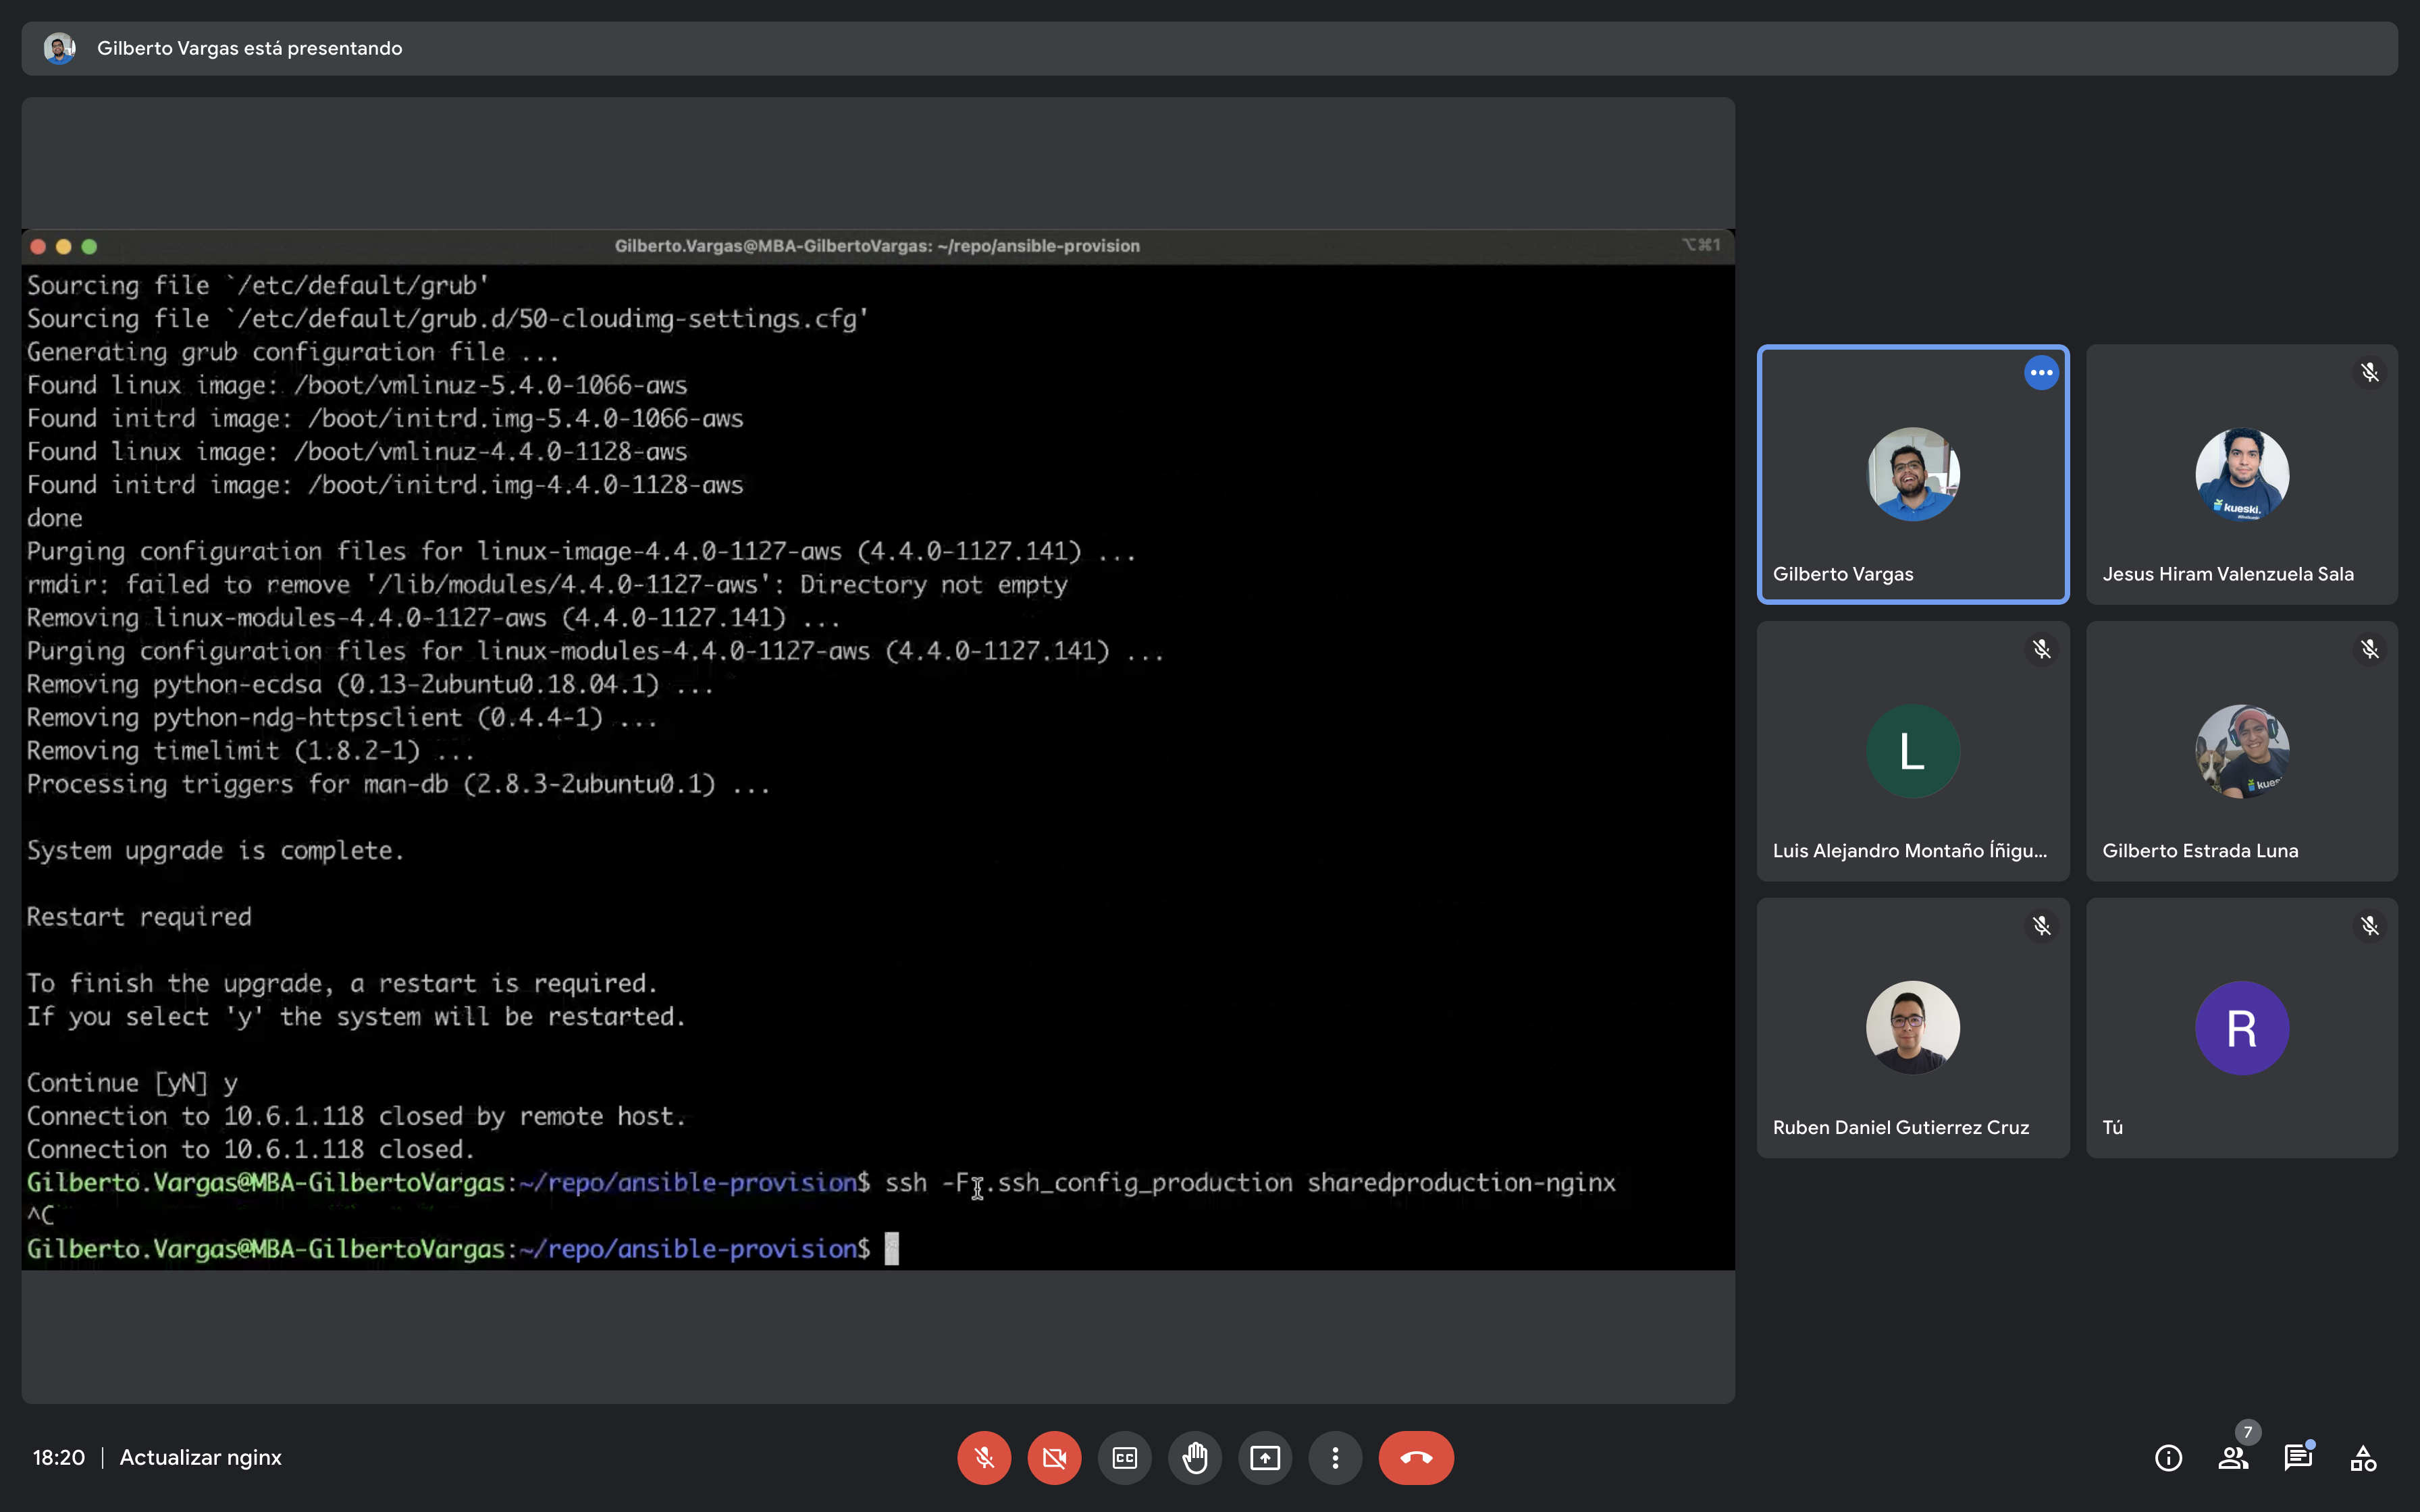 Gilberto Vargas está presentando
Gilberto.Vargas@MBA-GilbertoVargas: ~/repo/ansible-provision
⌥⌘1
Sourcing file `/etc/default/grub'
Sourcing file `/etc/default/grub.d/50-cloudimg-settings.cfg'
Generating grub configuration file ...
Found linux image: /boot/vmlinuz-5.4.0-1066-aws
Found initrd image: /boot/initrd.img-5.4.0-1066-aws
Found linux image: /boot/vmlinuz-4.4.0-1128-aws
Found initrd image: /boot/initrd.img-4.4.0-1128-aws
done
Purging configuration files for linux-image-4.4.0-1127-aws (4.4.0-1127.141) ...
rmdir: failed to remove '/lib/modules/4.4.0-1127-aws': Directory not empty
Removing linux-modules-4.4.0-1127-aws (4.4.0-1127.141) ...
Purging configuration files for linux-modules-4.4.0-1127-aws (4.4.0-1127.141) ...
Removing python-ecdsa (0.13-2ubuntu0.18.04.1) ...
Removing python-ndg-httpsclient (0.4.4-1) ...
Removing timelimit (1.8.2-1) ...
Processing triggers for man-db (2.8.3-2ubuntu0.1) ...
System upgrade is complete.
Restart required
To finish the upgrade, a restart is required.
If you select 'y' the system will be restarted.
Continue [yN] y
Connection to 10.6.1.118 closed by remote host.
Connection to 10.6.1.118 closed.
Gilberto.Vargas@MBA-GilbertoVargas:~/repo/ansible-provision$ ssh -F .ssh_config_production sharedproduction-nginx
^C
Gilberto.Vargas@MBA-GilbertoVargas:~/repo/ansible-provision$
Gilberto Vargas
kueski.
Jesus Hiram Valenzuela Sala
L
Luis Alejandro Montaño Íñigu...
kues
Gilberto Estrada Luna
Ruben Daniel Gutierrez Cruz
R
Tú
18:20 | Actualizar nginx
CC
7